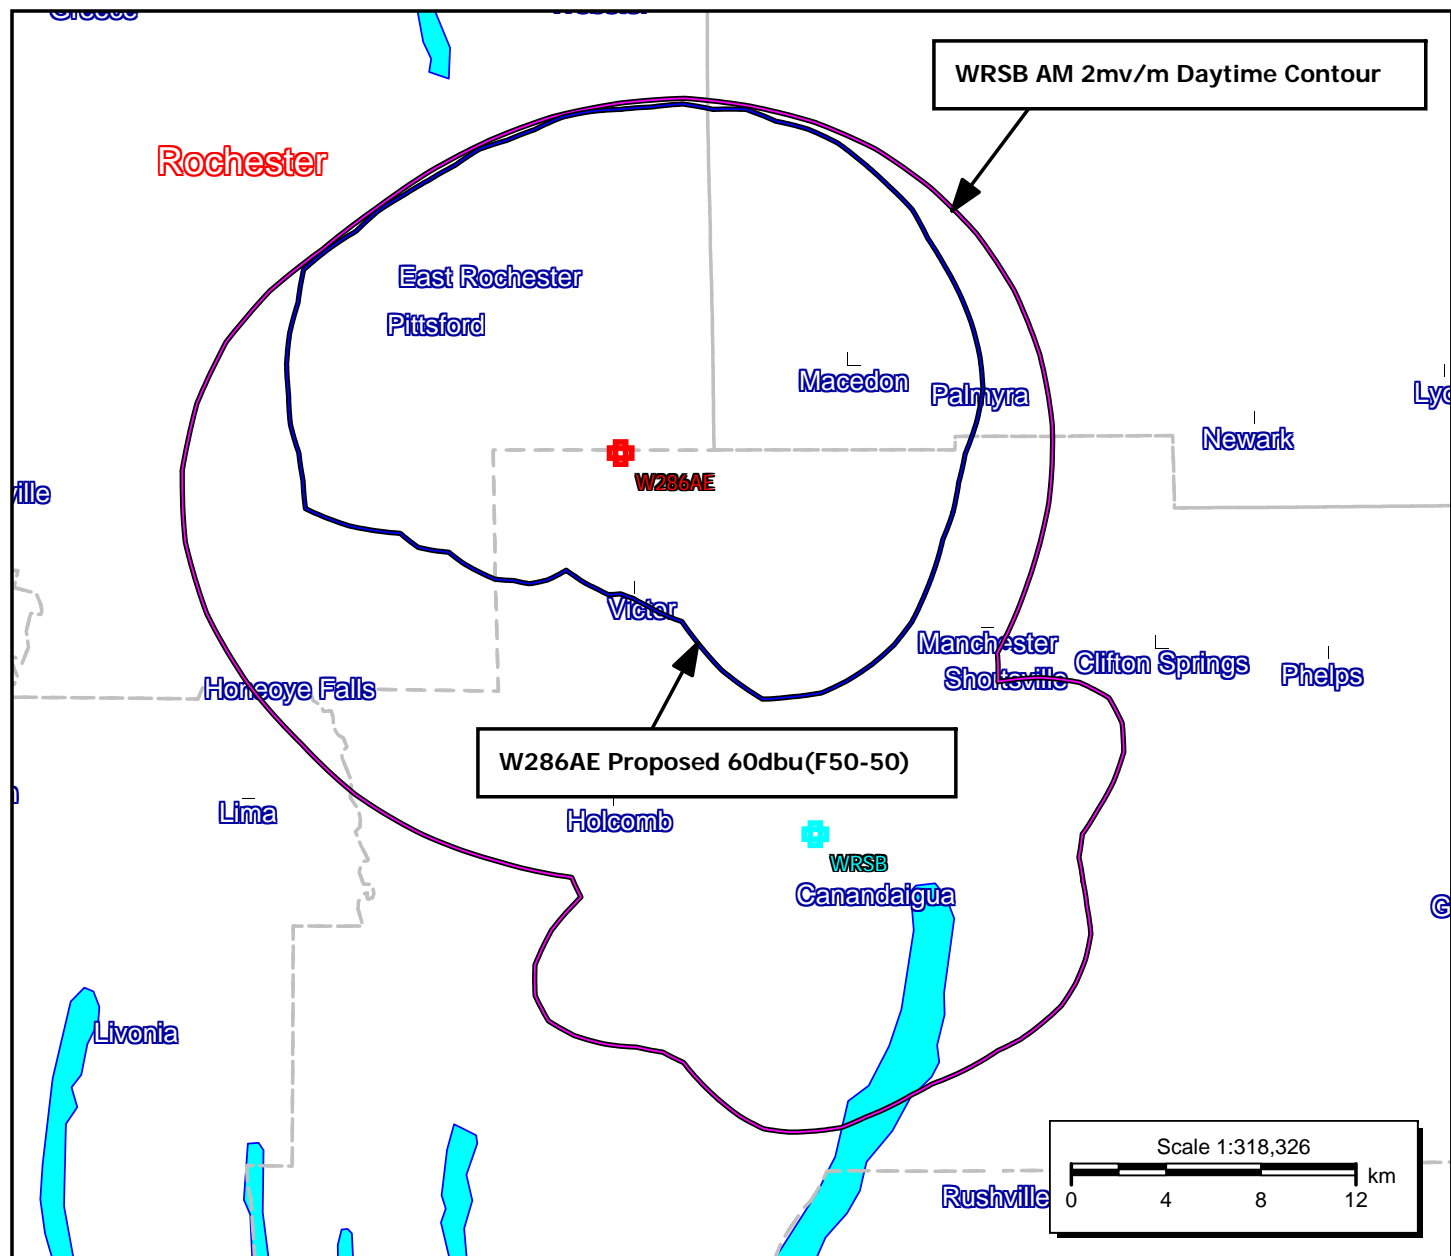 Greece
Webster
WRSB AM 2mv/m Daytime Contour
Rochester
East Rochester
Pittsford
Macedon
Palmyra
Newark
W286AE
Victor
Manchester
Clifton Springs
Shortsville
Phelps
Honeoye Falls
W286AE Proposed 60dbu(F50-50)
Lima
Holcomb
WRSB
Canandaigua
Livonia
Rushville
Scale 1:318,326
0 4 8 12 km